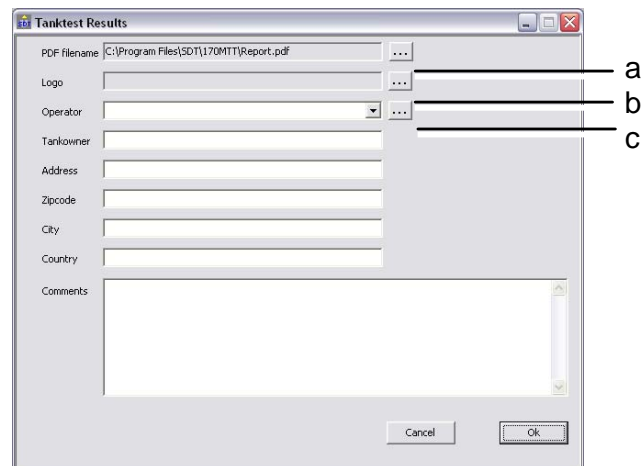 SDT Tanktest Results
PDF filename C:\Program Files\SDT\170MTT\Report.pdf ...
a
Logo ...
b
Operator ...
c
Tankowner
Address
Zipcode
City
Country
Comments
Cancel Ok